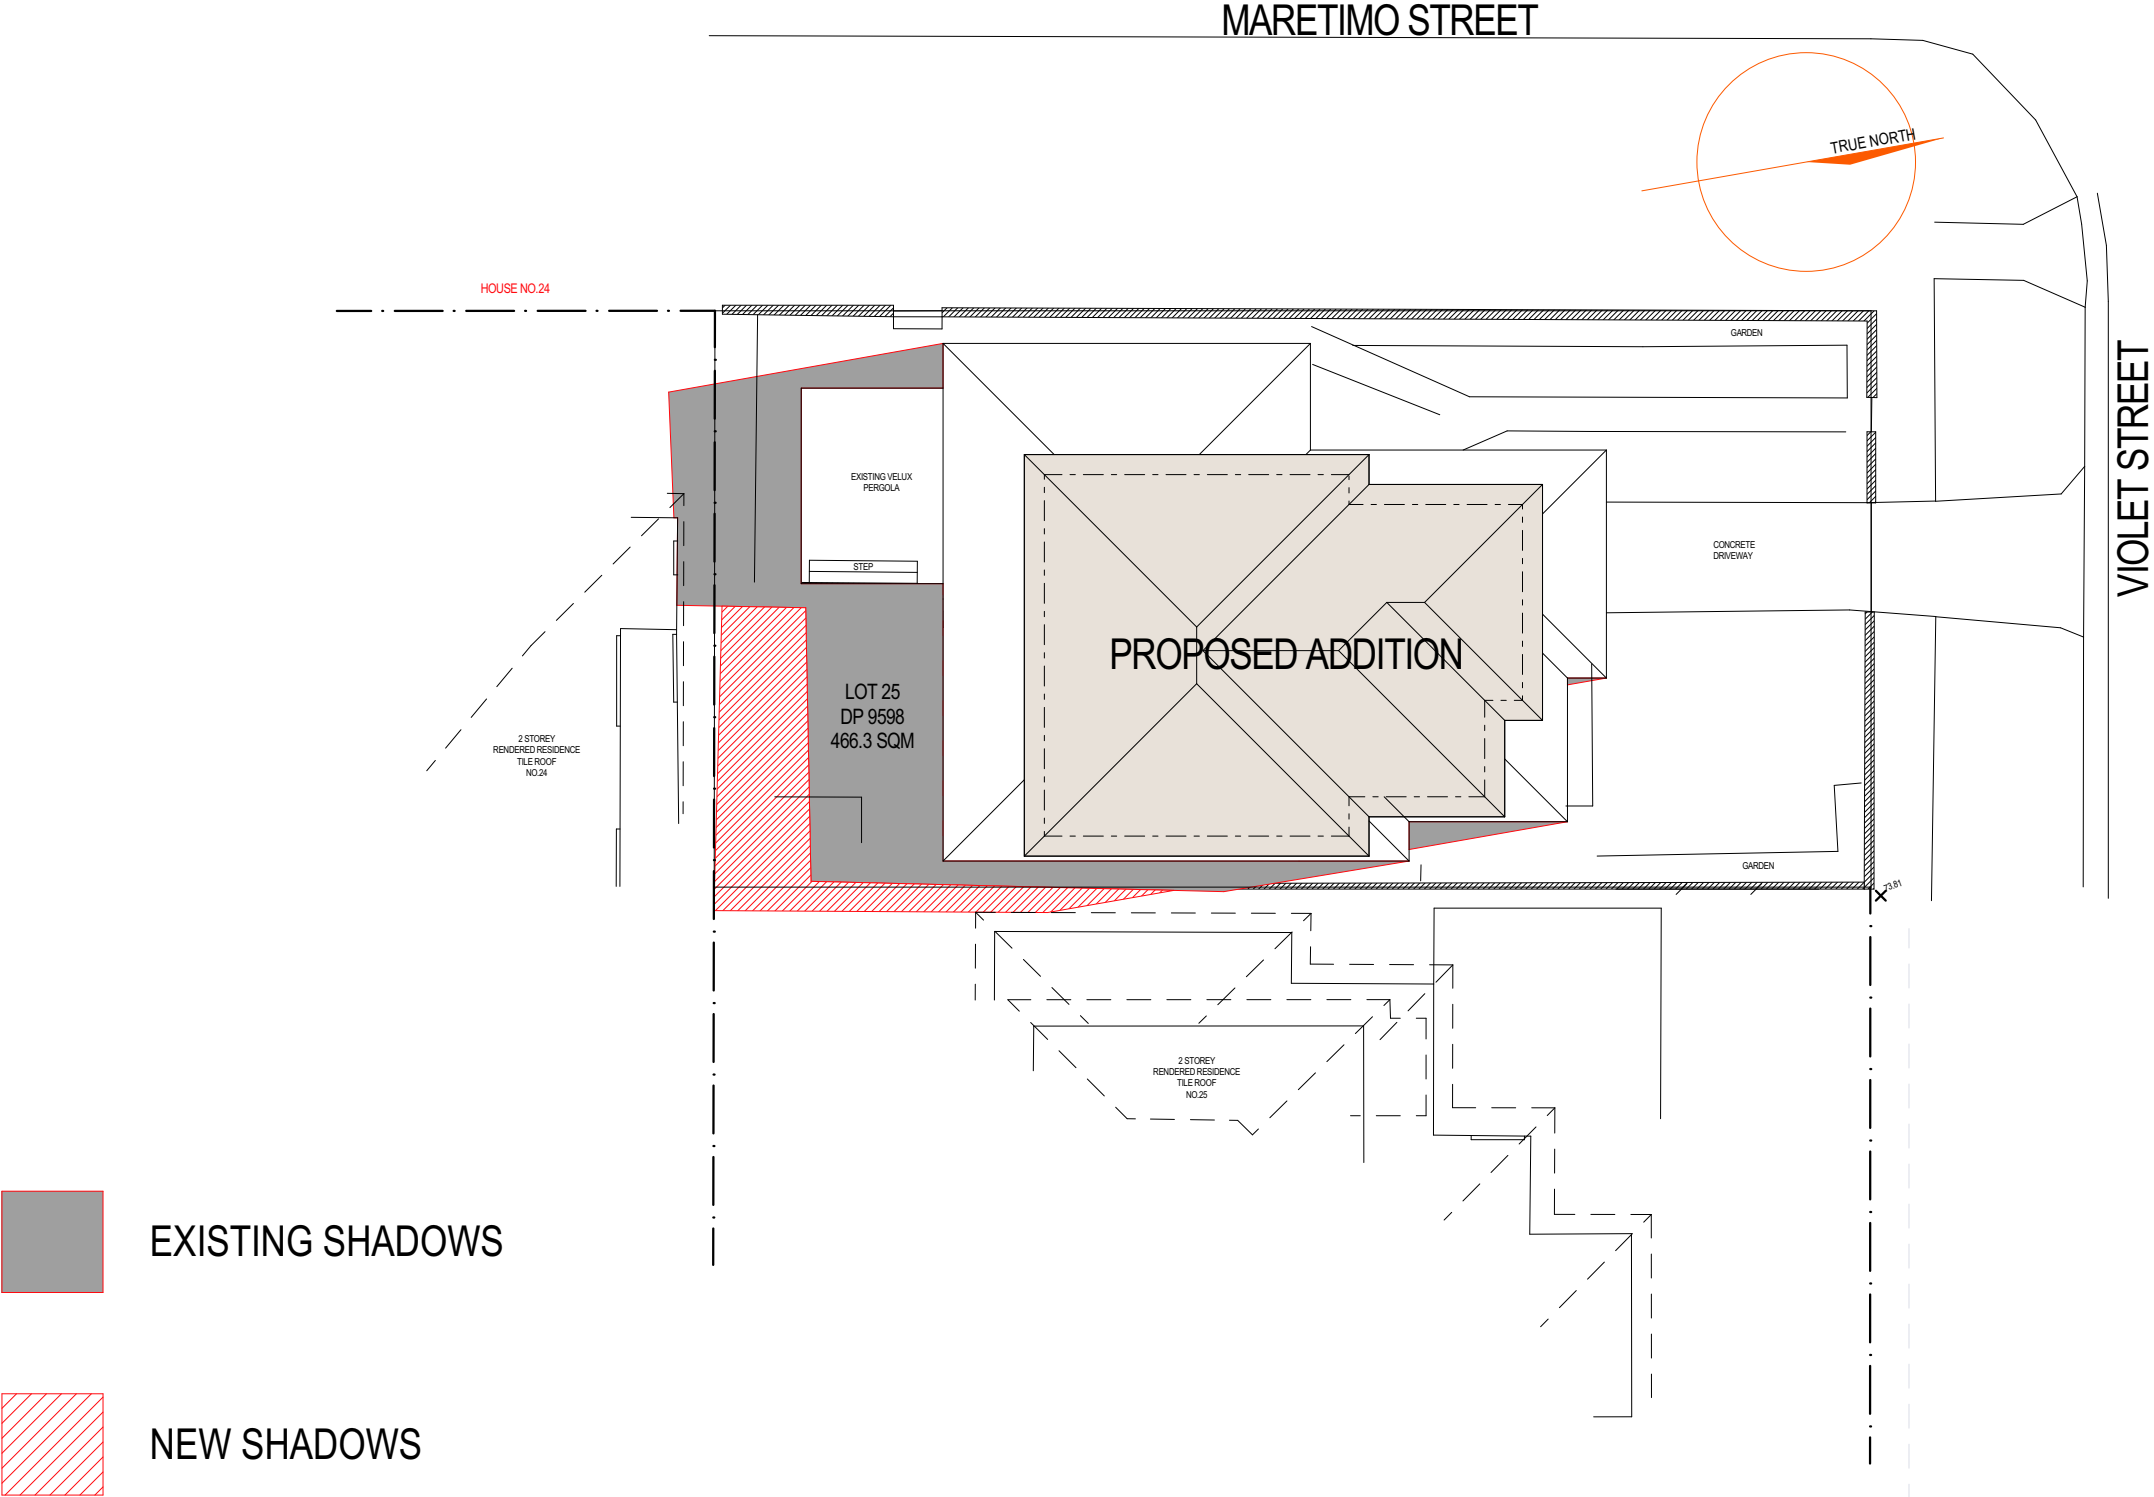 MARETIMO STREET
TRUE NORTH
HOUSE NO.24
GARDEN
VIOLET STREET
EXISTING VELUX
PERGOLA
STEP
CONCRETE
DRIVEWAY
PROPOSED ADDITION
LOT 25
DP 9598
466.3 SQM
2 STOREY
RENDERED RESIDENCE
TILE ROOF
NO.24
GARDEN
73.81
2 STOREY
RENDERED RESIDENCE
TILE ROOF
NO.25
EXISTING SHADOWS
NEW SHADOWS